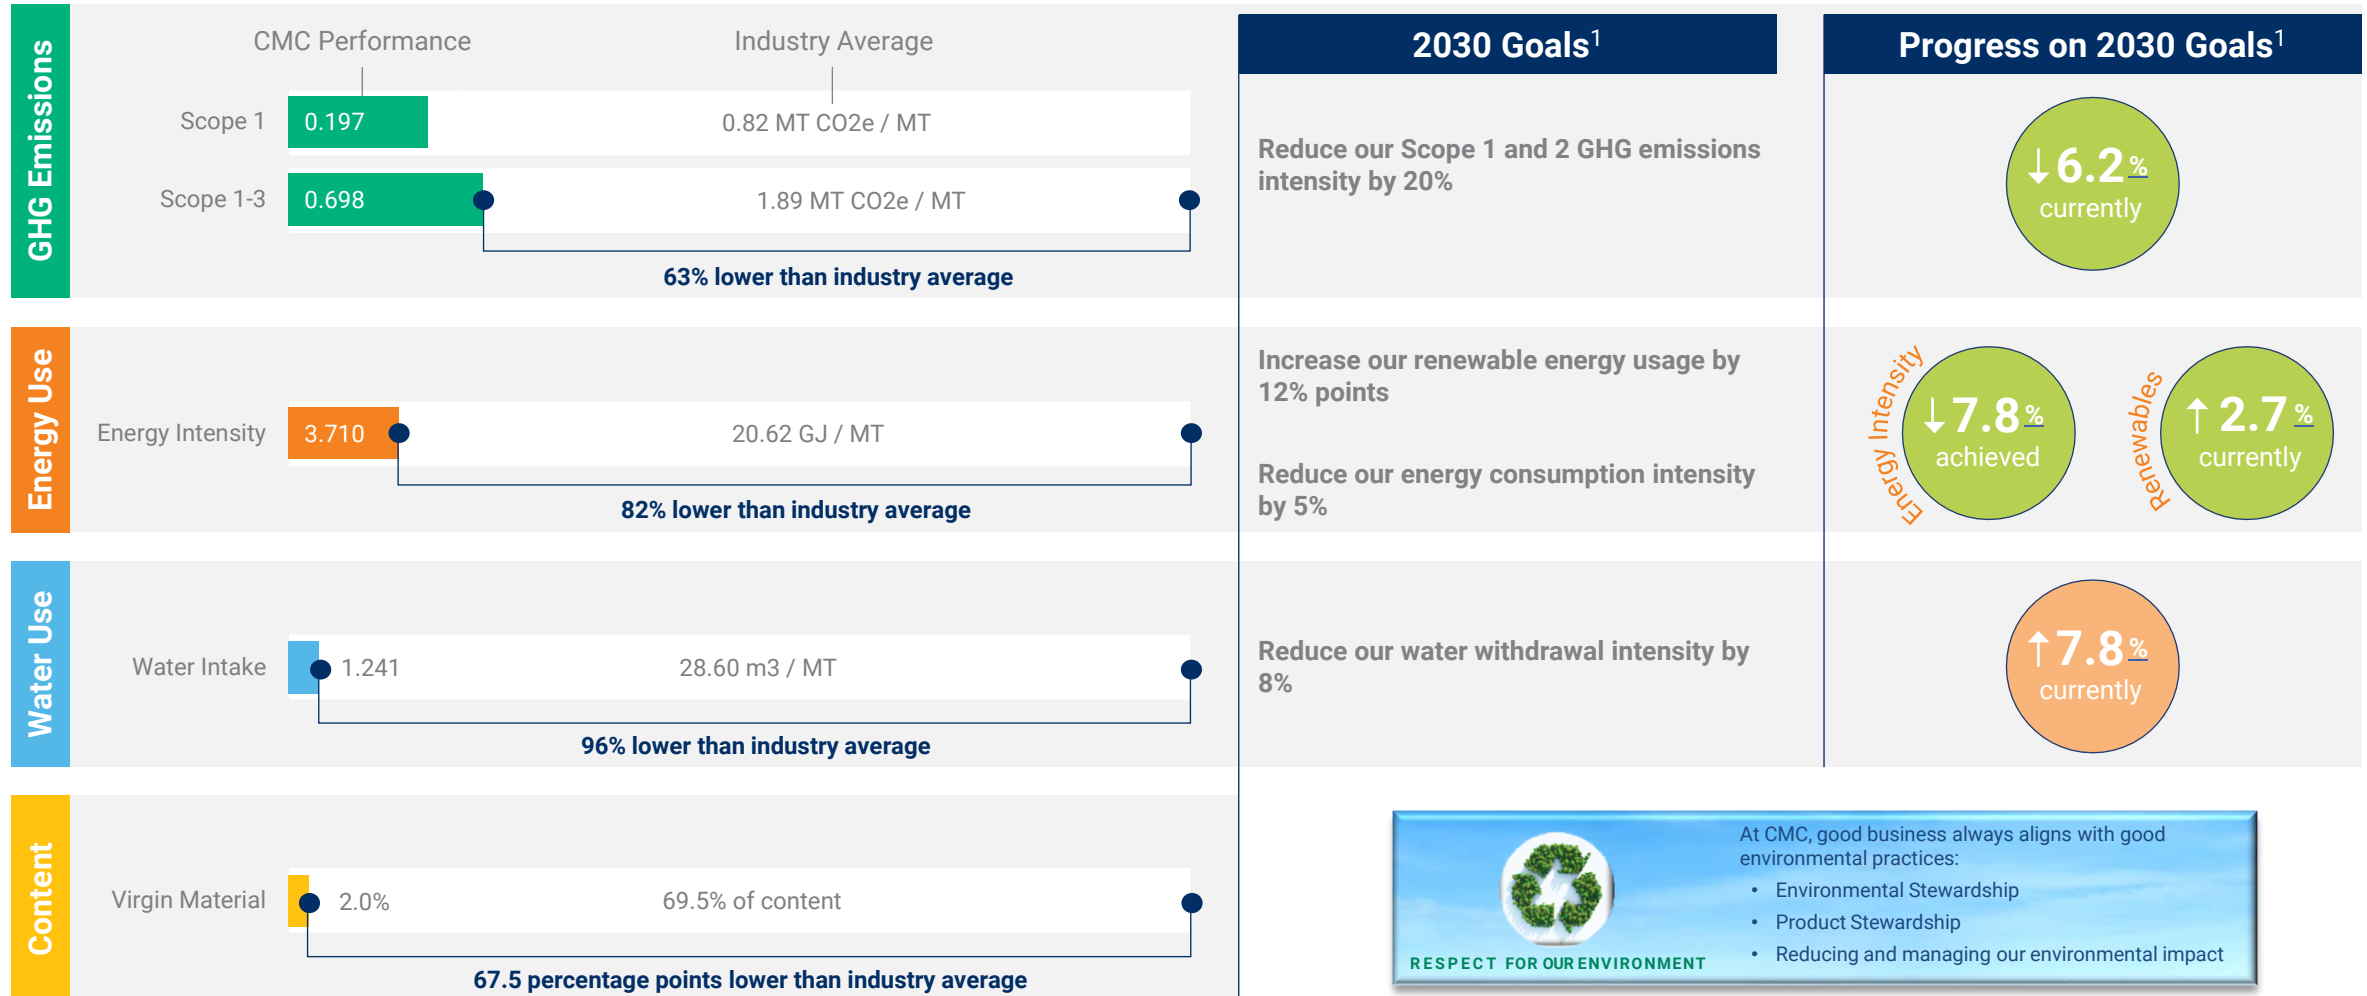 GHG Emissions
CMC Performance
Industry Average
Scope 1
0.197
0.82 MT CO2e / MT
Scope 1-3
0.698
1.89 MT CO2e / MT
63% lower than industry average
2030 Goals1
Progress on 2030 Goals1
Reduce our Scope 1 and 2 GHG emissions
intensity by 20%
↓6.2%
currently
Energy Use
Energy Intensity
3.710
20.62 GJ / MT
82% lower than industry average
Increase our renewable energy usage by
12% points
Reduce our energy consumption intensity
by 5%
Energy Intensity
↓7.8%
achieved
Renewables
↑2.7%
currently
Water Use
Water Intake
1.241
28.60 m3 / MT
96% lower than industry average
Reduce our water withdrawal intensity by
8%
↑7.8%
currently
Content
Virgin Material
2.0%
69.5% of content
67.5 percentage points lower than industry average
RESPECT FOR OUR ENVIRONMENT
At CMC, good business always aligns with good
environmental practices:
• Environmental Stewardship
• Product Stewardship
• Reducing and managing our environmental impact